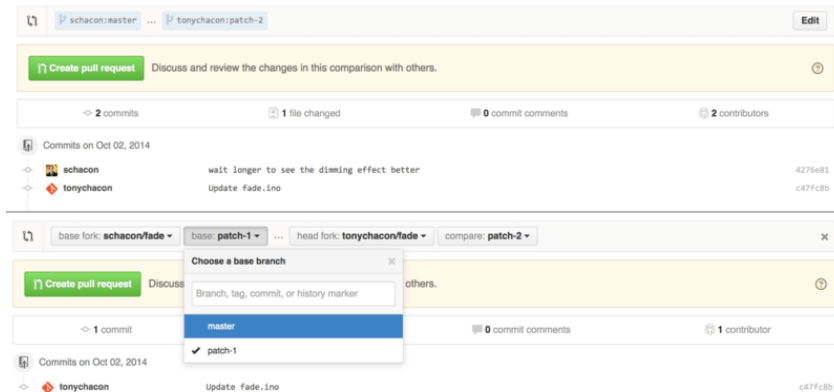 schacon:master ... tonychacon:patch-2 Edit
Create pull request Discuss and review the changes in this comparison with others. ?
2 commits 1 file changed 0 commit comments 2 contributors
Commits on Oct 02, 2014
schacon wait longer to see the dimming effect better 4276e81
tonychacon Update fade.ino c47fc8b
base fork: schacon/fade base: patch-1 ... head fork: tonychacon/fade compare: patch-2
Choose a base branch
Create pull request Discuss others. ?
Branch, tag, commit, or history marker
master
1 commit 0 commit comments 1 contributor
patch-1
Commits on Oct 02, 2014
tonychacon Update fade.ino c47fc8b